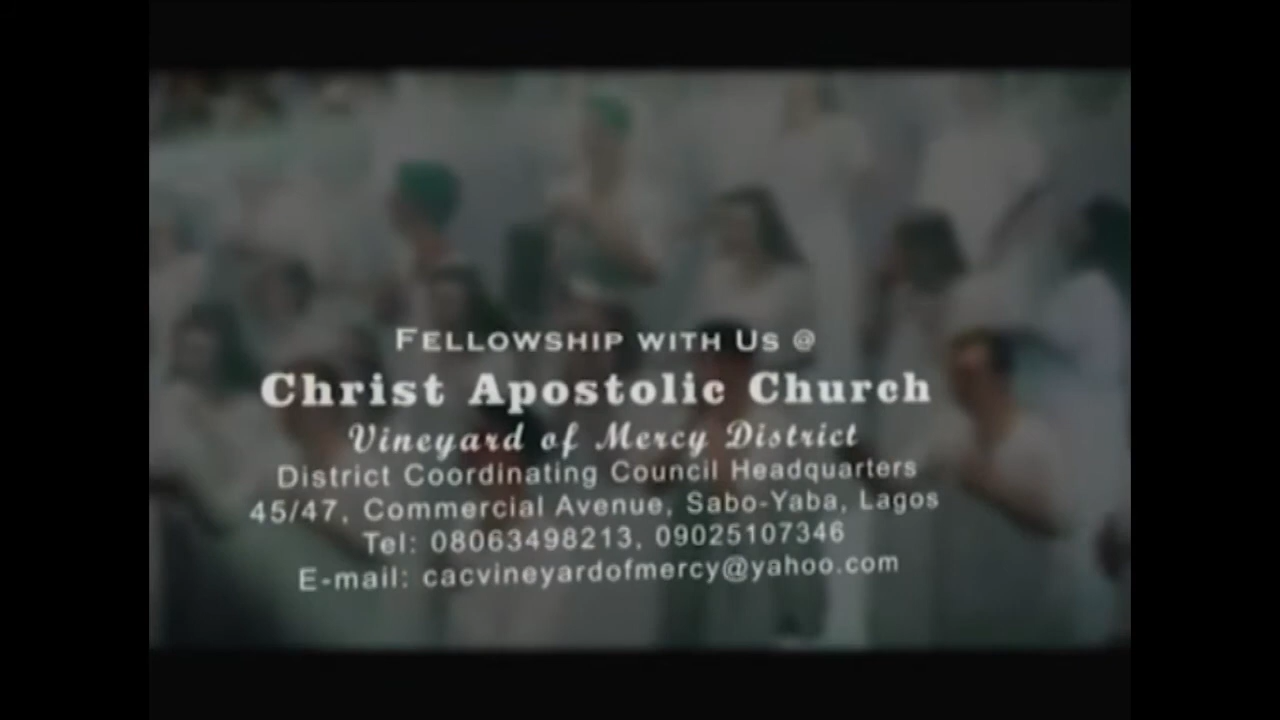 Fellowship with Us @
Christ Apostolic Church
Vineyard of Mercy District
District Coordinating Council Headquarters
45/47, Commercial Avenue, Sabo-Yaba, Lagos
Tel: 08063498213, 09025107346
E-mail: cacvineyardofmercy@yahoo.com